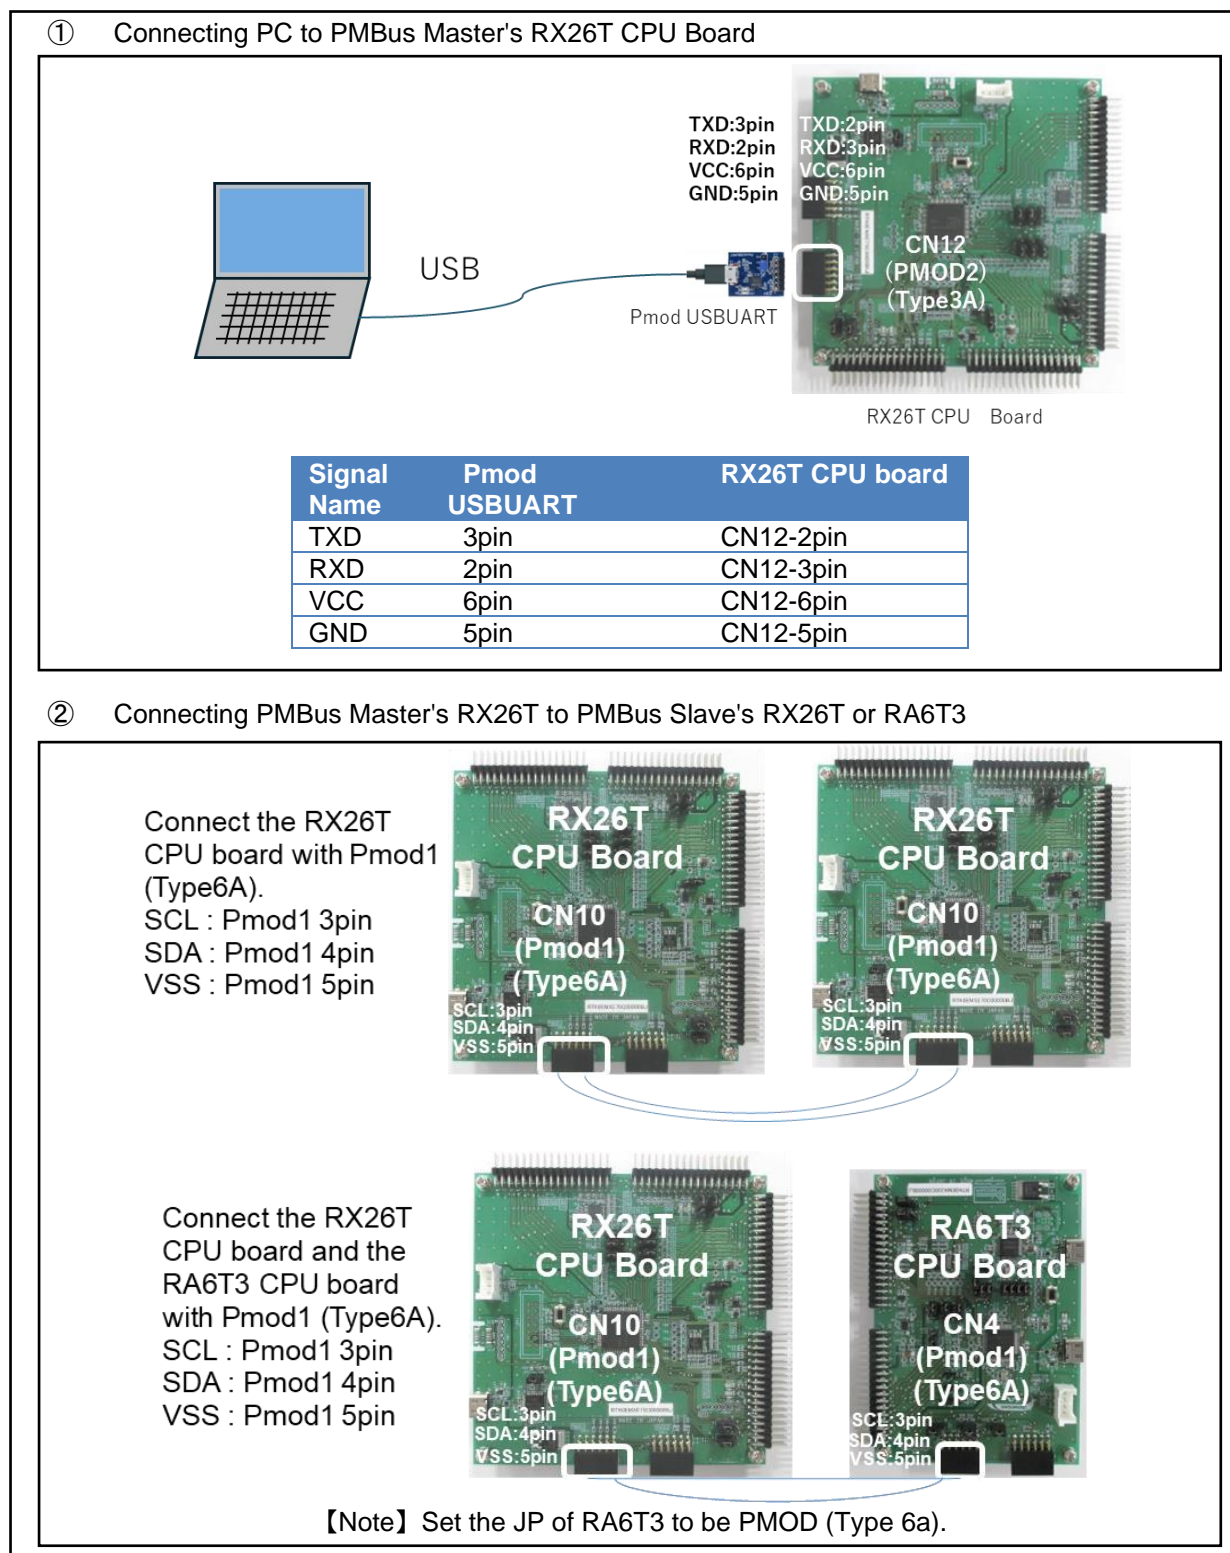 ① Connecting PC to PMBus Master's RX26T CPU Board
TXD:3pin TXD:2pin
RXD:2pin RXD:3pin
VCC:6pin VCC:6pin
GND:5pin GND:5pin
CN12
(PMOD2)
(Type3A)
USB
Pmod USBUART
RX26T CPU Board
Signal Name Pmod USBUART RX26T CPU board
TXD 3pin CN12-2pin
RXD 2pin CN12-3pin
VCC 6pin CN12-6pin
GND 5pin CN12-5pin
② Connecting PMBus Master's RX26T to PMBus Slave's RX26T or RA6T3
Connect the RX26T
CPU board with Pmod1
(Type6A).
SCL : Pmod1 3pin
SDA : Pmod1 4pin
VSS : Pmod1 5pin
RX26T
CPU Board
CN10
(Pmod1)
(Type6A)
SCL:3pin
SDA:4pin
VSS:5pin
RX26T
CPU Board
CN10
(Pmod1)
(Type6A)
SCL:3pin
SDA:4pin
VSS:5pin
Connect the RX26T
CPU board and the
RA6T3 CPU board
with Pmod1 (Type6A).
SCL : Pmod1 3pin
SDA : Pmod1 4pin
VSS : Pmod1 5pin
RX26T
CPU Board
CN10
(Pmod1)
(Type6A)
SCL:3pin
SDA:4pin
VSS:5pin
RA6T3
CPU Board
CN4
(Pmod1)
(Type6A)
SCL:3pin
SDA:4pin
VSS:5pin
【Note】Set the JP of RA6T3 to be PMOD (Type 6a).